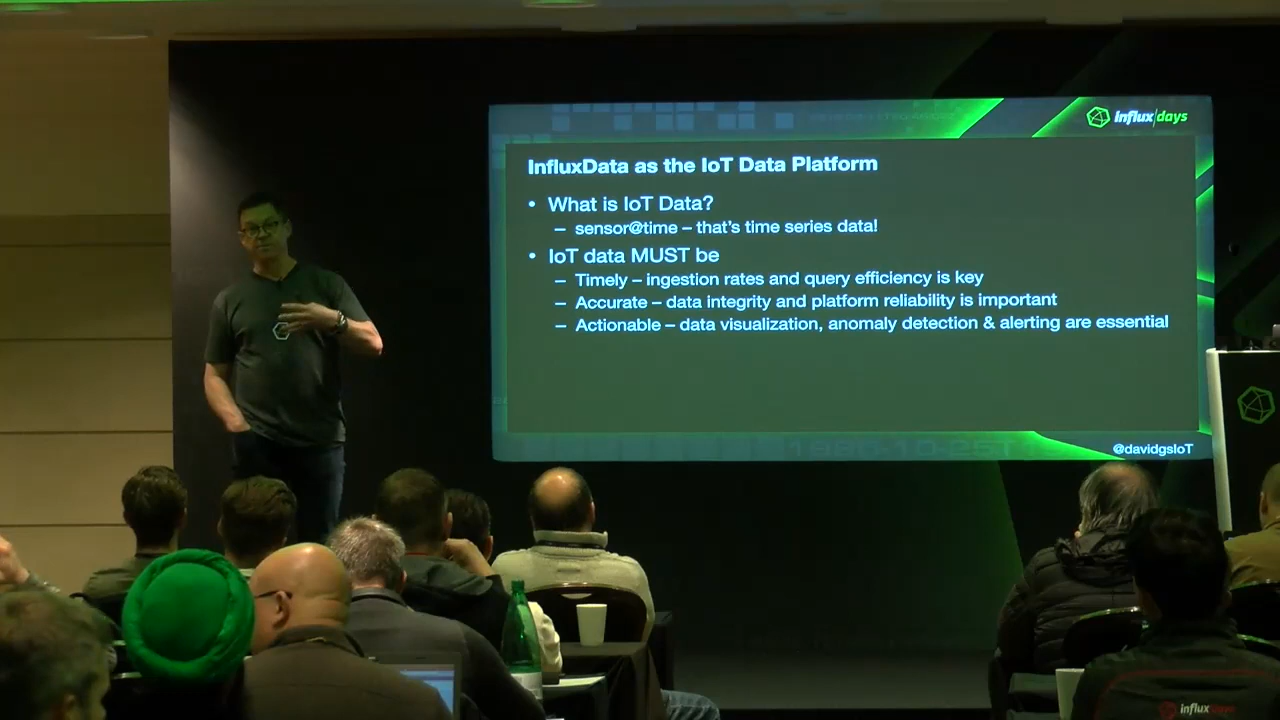 influx|days
InfluxData as the IoT Data Platform
• What is IoT Data?
– sensor@time – that's time series data!
• IoT data MUST be
– Timely – ingestion rates and query efficiency is key
– Accurate – data integrity and platform reliability is important
– Actionable – data visualization, anomaly detection & alerting are essential
@davidgsIoT
influxdays